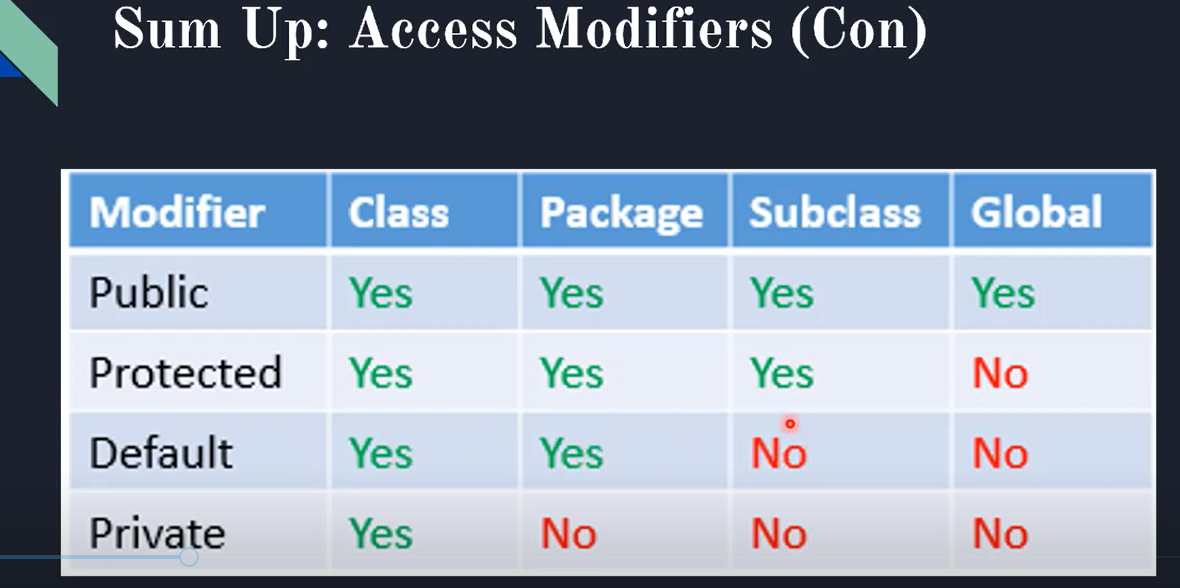 Sum Up: Access Modifiers (Con)
Modifier Class Package Subclass Global
Public Yes Yes Yes Yes
Protected Yes Yes Yes No
Default Yes Yes No No
Private Yes No No No